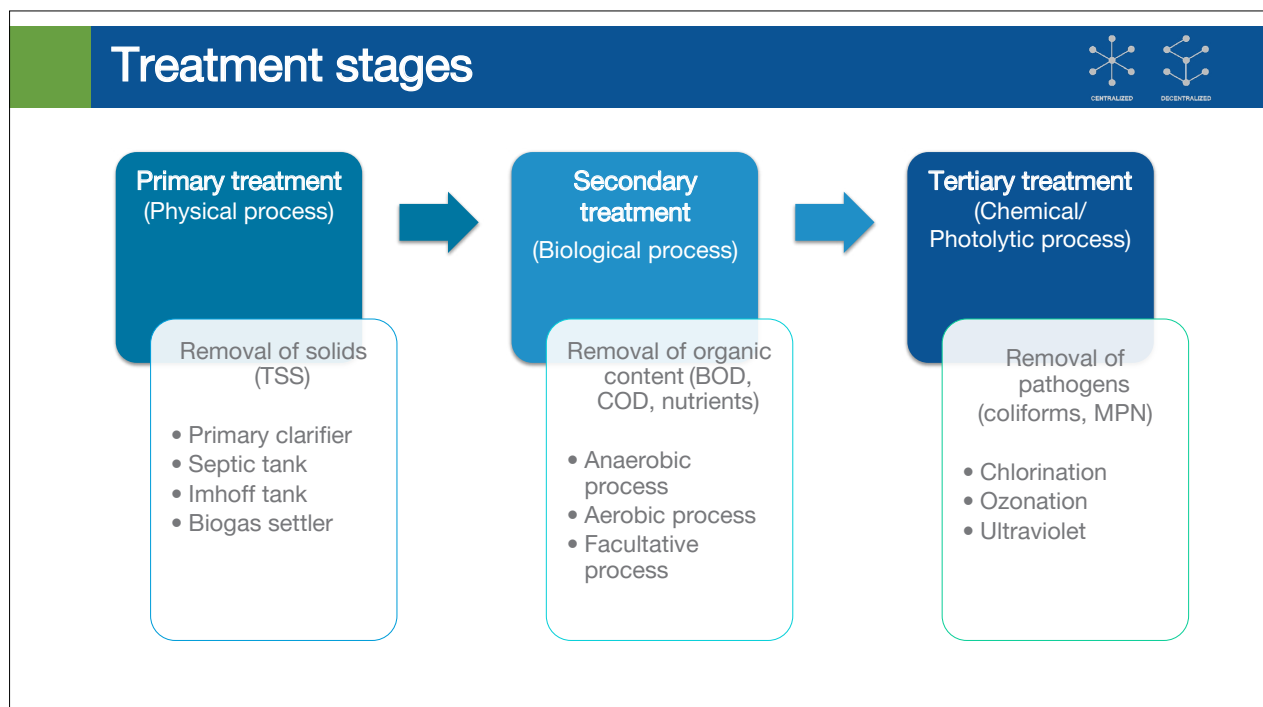 Treatment stages
CENTRALIZED
DECENTRALIZED
Primary treatment
(Physical process)
Removal of solids
(TSS)
• Primary clarifier
• Septic tank
• Imhoff tank
• Biogas settler
Secondary
treatment
(Biological process)
Removal of organic
content (BOD,
COD, nutrients)
• Anaerobic
process
• Aerobic process
• Facultative
process
Tertiary treatment
(Chemical/
Photolytic process)
Removal of
pathogens
(coliforms, MPN)
• Chlorination
• Ozonation
• Ultraviolet